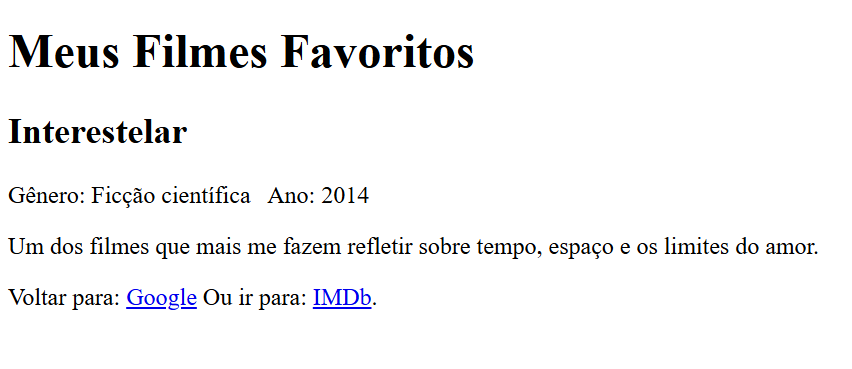 Meus Filmes Favoritos
Interestelar
Gênero: Ficção científica   Ano: 2014
Um dos filmes que mais me fazem refletir sobre tempo, espaço e os limites do amor.
Voltar para: Google Ou ir para: IMDb.